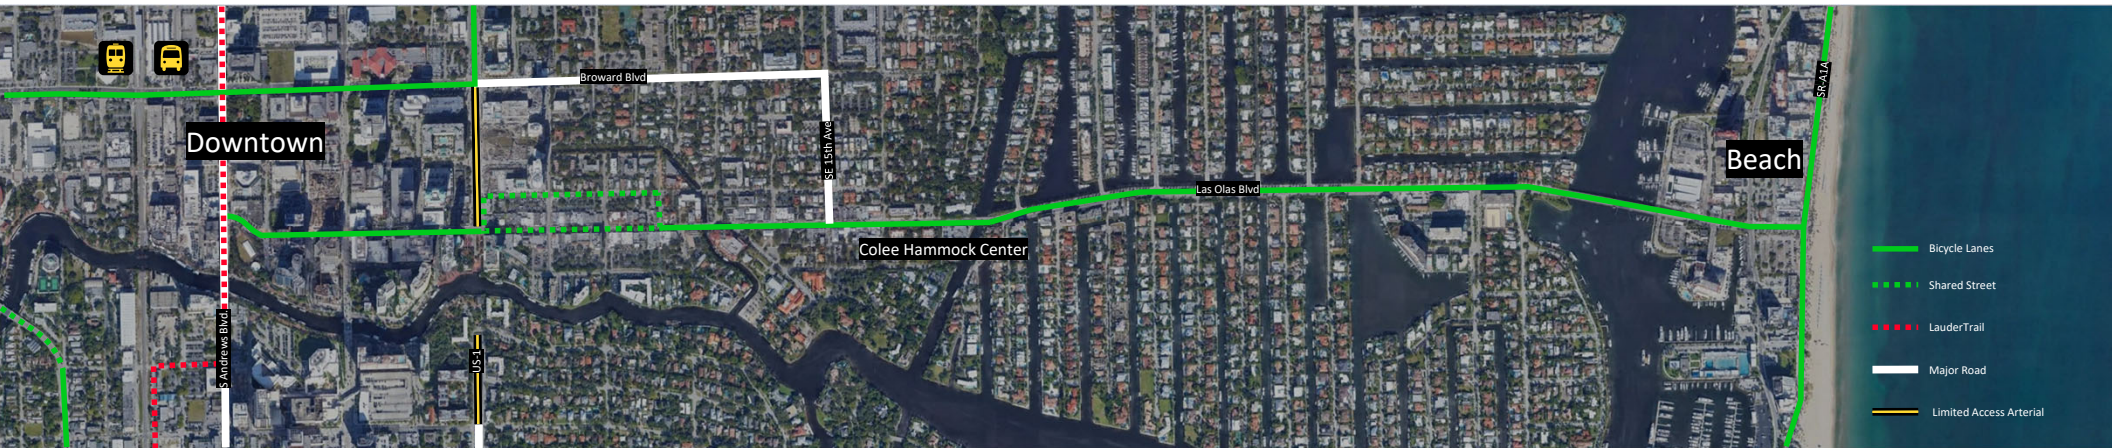 Broward Blvd
SR-A1A
Downtown
SE 15th Ave
Beach
Las Olas Blvd
Colee Hammock Center
S Andrews Blvd.
US-1
Bicycle Lanes
Shared Street
LauderTrail
Major Road
Limited Access Arterial